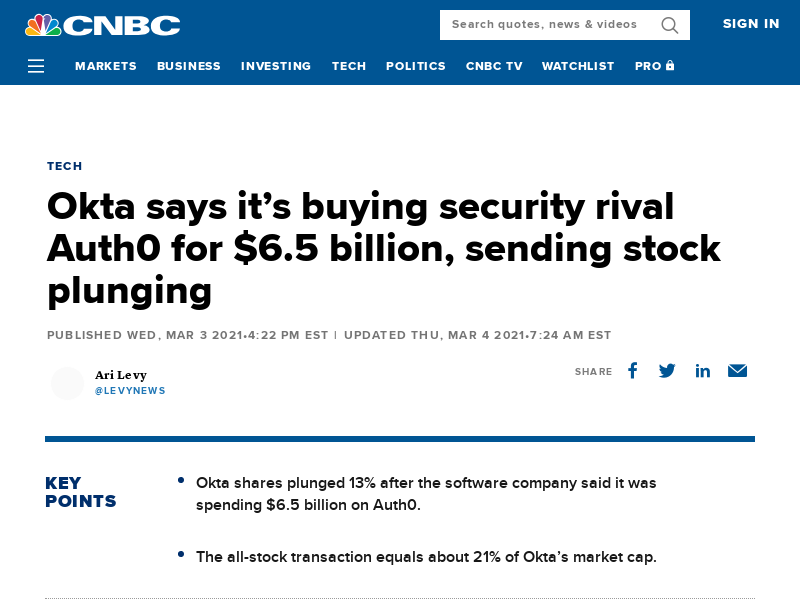 CNBC
Search quotes, news & videos
SIGN IN
MARKETS BUSINESS INVESTING TECH POLITICS CNBC TV WATCHLIST PRO
TECH
Okta says it’s buying security rival
Auth0 for $6.5 billion, sending stock
plunging
PUBLISHED WED, MAR 3 2021•4:22 PM EST | UPDATED THU, MAR 4 2021•7:24 AM EST
Ari Levy
@LEVYNEWS
SHARE
KEY
POINTS
• Okta shares plunged 13% after the software company said it was
spending $6.5 billion on Auth0.
• The all-stock transaction equals about 21% of Okta’s market cap.